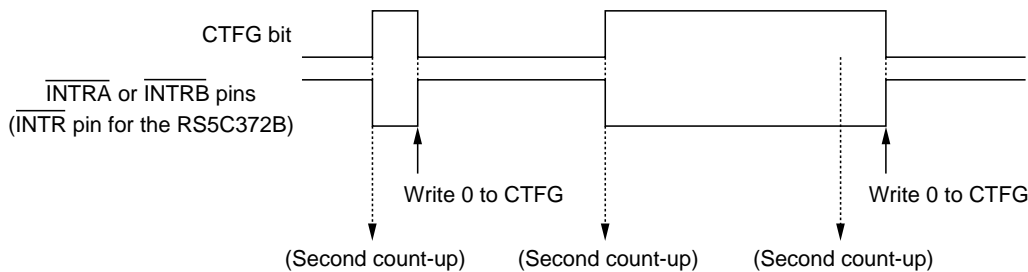 CTFG bit
INTRA or INTRB pins
(INTR pin for the RS5C372B)
Write 0 to CTFG
Write 0 to CTFG
(Second count-up)
(Second count-up)
(Second count-up)